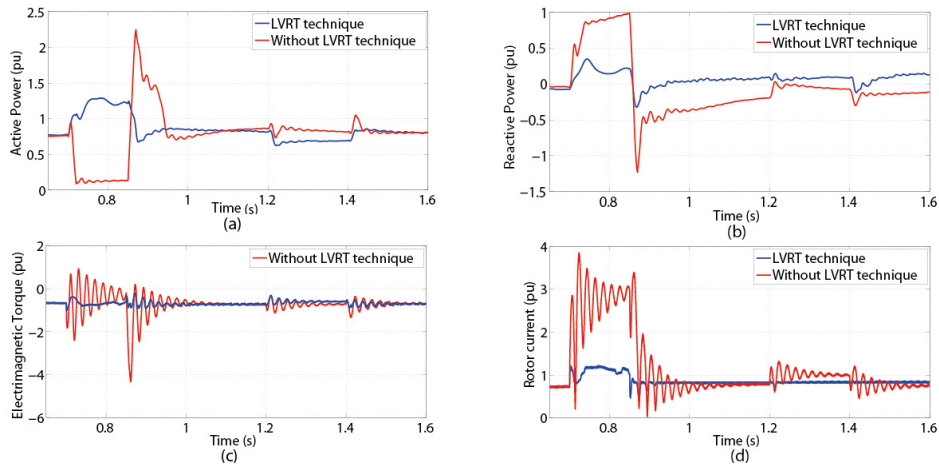 2.5
2
1.5
1
0.5
0
Active Power (pu)
LVRT technique
Without LVRT technique
0.8
1
1.2
1.4
1.6
Time (s)
(a)
1
0.5
0
−0.5
−1
−1.5
Reactive Power (pu)
LVRT technique
Without LVRT technique
0.8
1
1.2
1.4
1.6
Time (s)
(b)
2
0
−2
−4
−6
Electrimagnetic Torque (pu)
Without LVRT technique
0.8
1
1.2
1.4
1.6
Time (s)
(c)
4
3
2
1
0
Rotor current (pu)
LVRT technique
Without LVRT technique
0.8
1
1.2
1.4
1.6
Time (s)
(d)